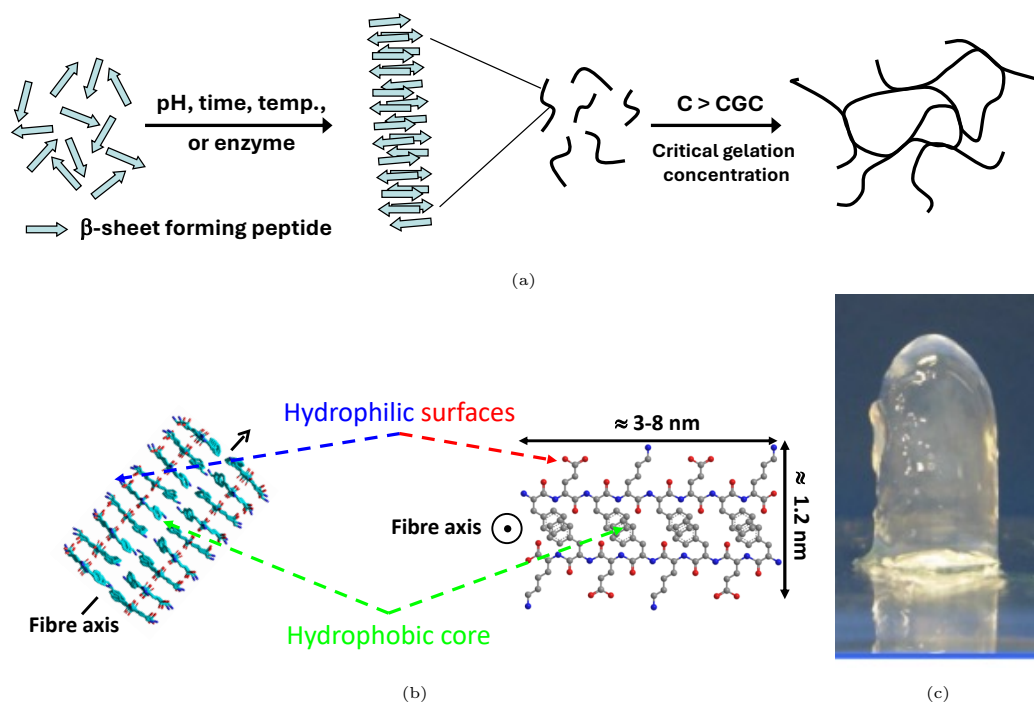 pH, time, temp.,
or enzyme
C > CGC
Critical gelation
concentration
β-sheet forming peptide
(a)
Hydrophilic surfaces
≈ 3-8 nm
≈ 1.2 nm
Fibre axis
Fibre axis
Hydrophobic core
(b)
(c)